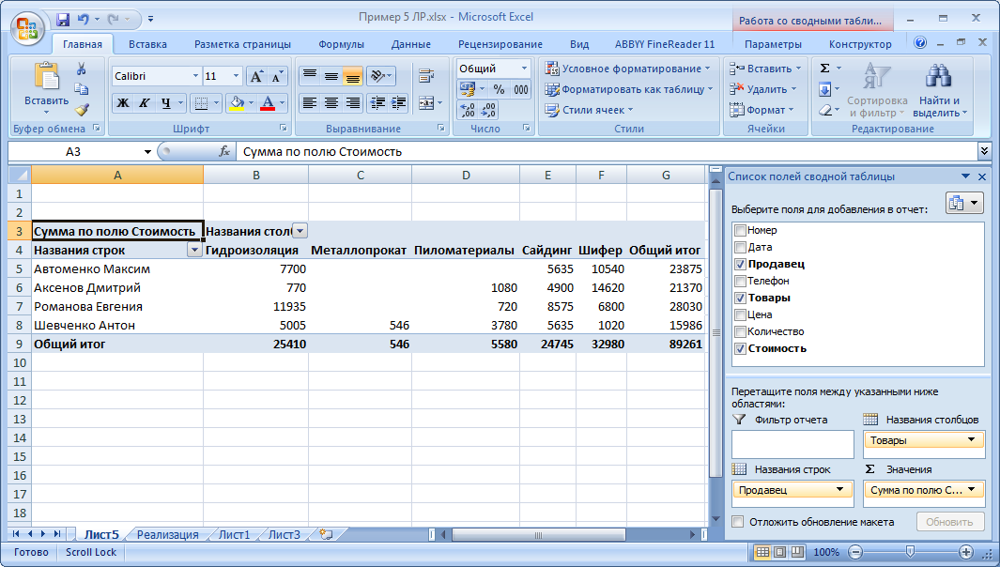 Пример 5 ЛР.xlsx - Microsoft Excel
Работа со сводными табли...
Главная Вставка Разметка страницы Формулы Данные Рецензирование Вид ABBYY FineReader 11 Параметры Конструктор
Вставить
Calibri 11
Ж К Ч
Общий
% 000
Условное форматирование
Форматировать как таблицу
Стили ячеек
Вставить
Удалить
Формат
Σ
Сортировка и фильтр
Найти и выделить
Буфер обмена Шрифт Выравнивание Число Стили Ячейки Редактирование
A3 fx Сумма по полю Стоимость
A B C D E F G
1
2
3 Сумма по полю Стоимость Названия столб
4 Названия строк Гидроизоляция Металлопрокат Пиломатериалы Сайдинг Шифер Общий итог
5 Автоменко Максим 7700 5635 10540 23875
6 Аксенов Дмитрий 770 1080 4900 14620 21370
7 Романова Евгения 11935 720 8575 6800 28030
8 Шевченко Антон 5005 546 3780 5635 1020 15986
9 Общий итог 25410 546 5580 24745 32980 89261
10
11
12
13
14
15
16
17
18
Список полей сводной таблицы
Выберите поля для добавления в отчет:
Номер
Дата
Продавец
Телефон
Товары
Цена
Количество
Стоимость
Перетащите поля между указанными ниже
областями:
Фильтр отчета Названия столбцов
Товары
Названия строк Σ Значения
Продавец Сумма по полю С...
Отложить обновление макета Обновить
Лист5 Реализация Лист1 Лист3
Готово Scroll Lock 100%